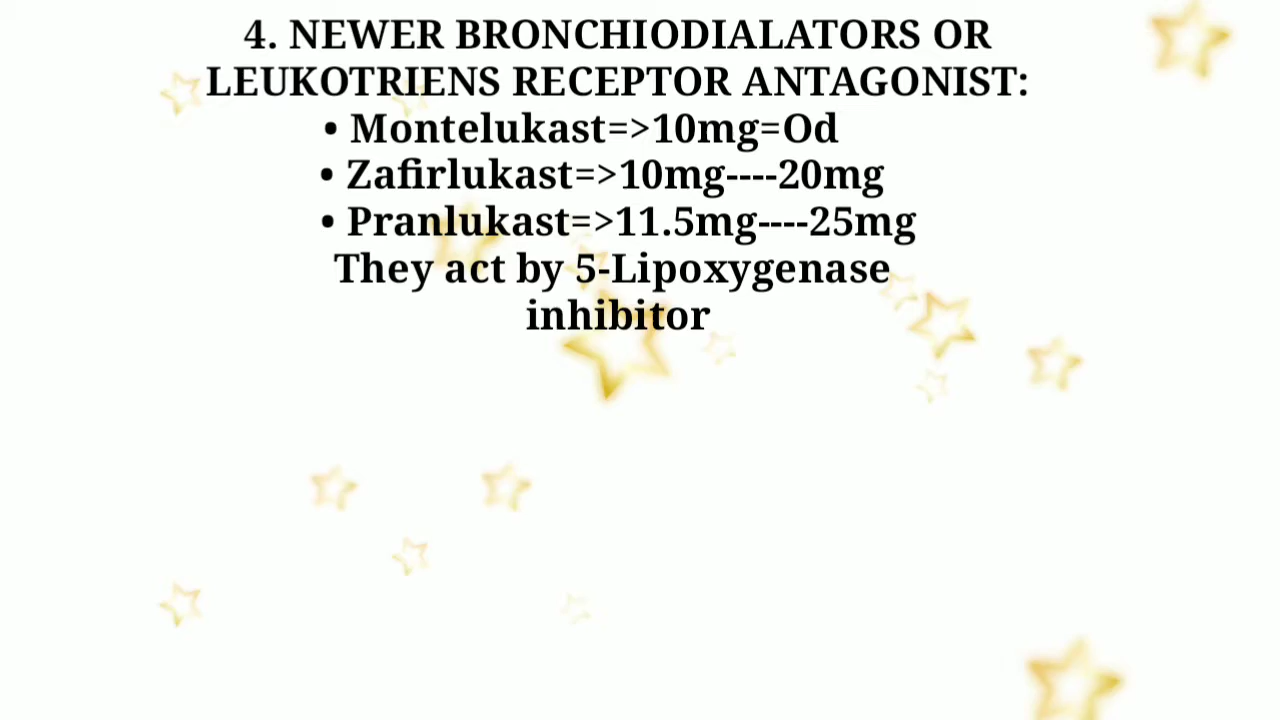 4. NEWER BRONCHIODIALATORS OR
LEUKOTRIENS RECEPTOR ANTAGONIST:
• Montelukast=>10mg=Od
• Zafirlukast=>10mg----20mg
• Pranlukast=>11.5mg----25mg
They act by 5-Lipoxygenase
inhibitor